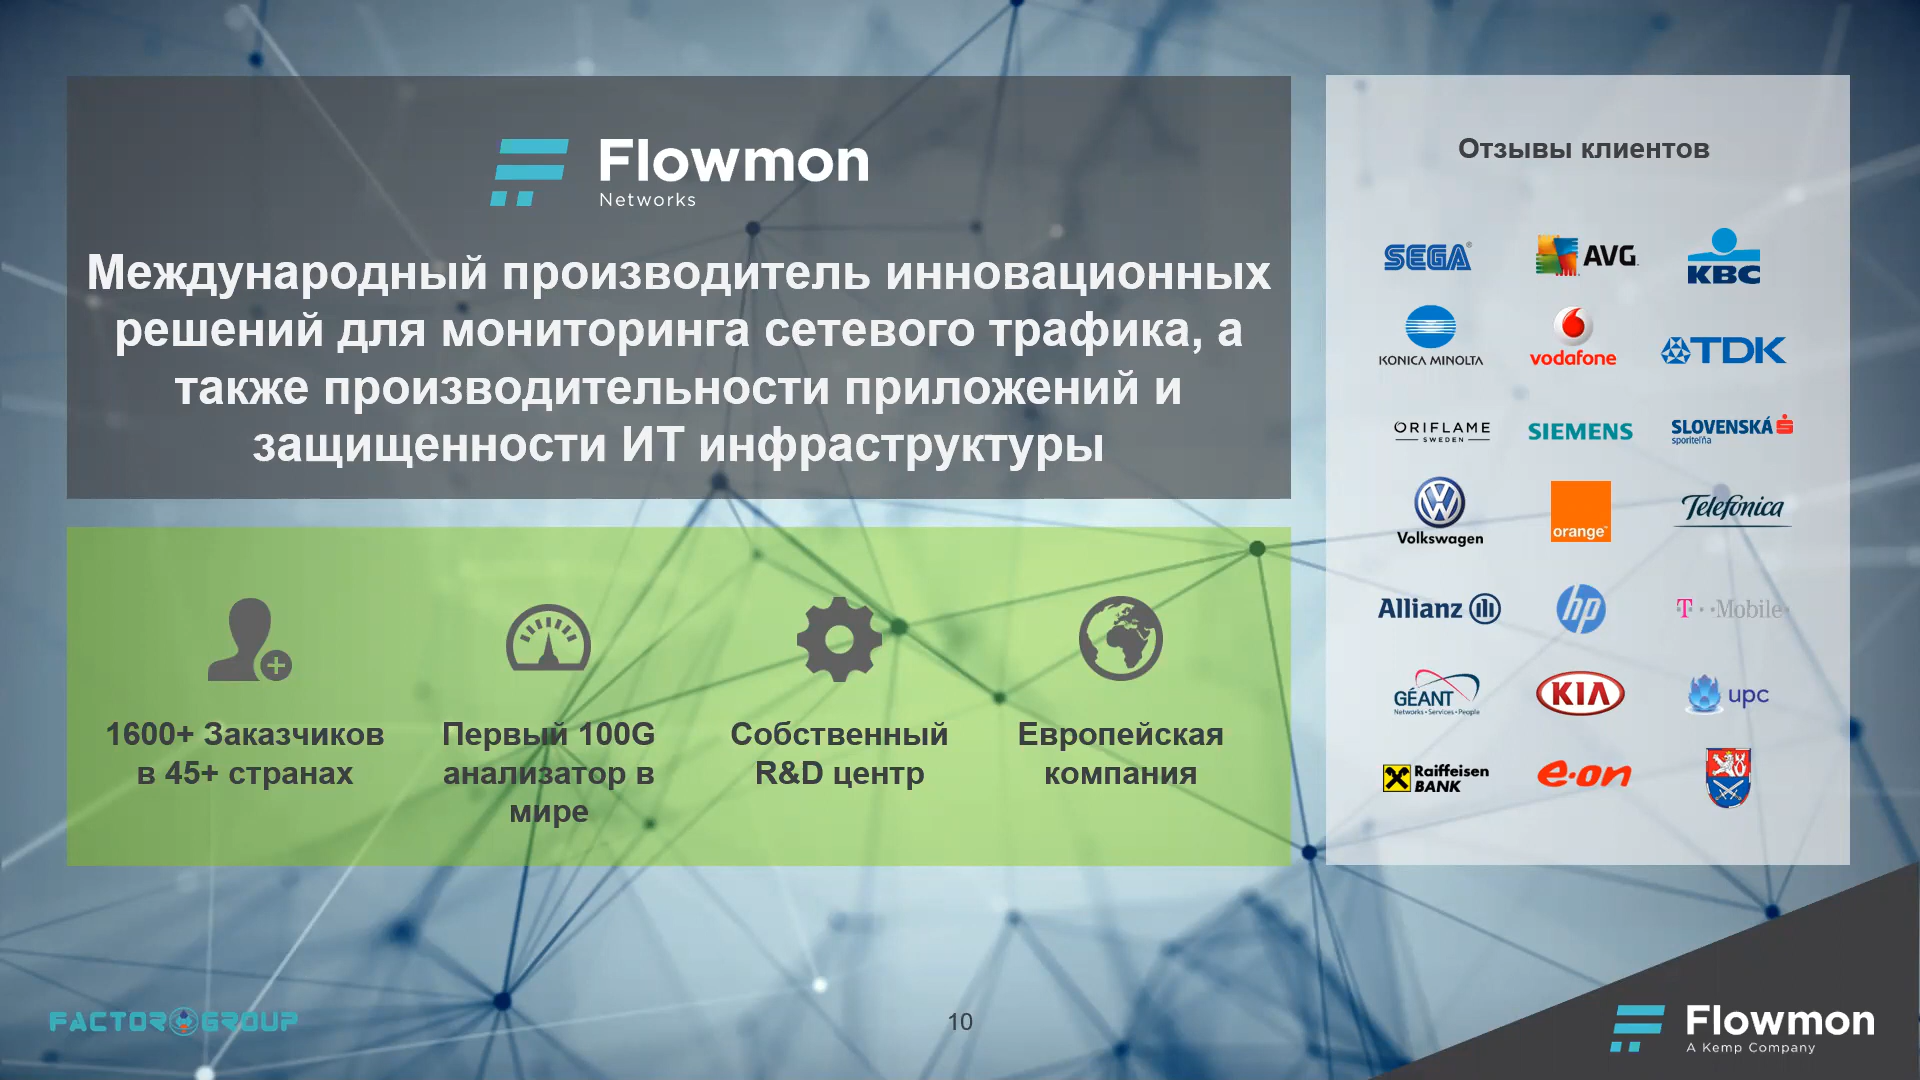 Flowmon
Networks
Международный производитель инновационных
решений для мониторинга сетевого трафика, а
также производительности приложений и
защищенности ИТ инфраструктуры
1600+ Заказчиков
в 45+ странах
Первый 100G
анализатор в
мире
Собственный
R&D центр
Европейская
компания
Отзывы клиентов
SEGA®
AVG
KBC
KONICA MINOLTA
vodafone
TDK
ORIFLAME
SWEDEN
SIEMENS
SLOVENSKÁ
sporiteľňa
Volkswagen
orange™
Telefónica
Allianz
hp
T··Mobile·
GÉANT
Networks·Services·People
KIA
upc
Raiffeisen
BANK
e·on
FACTOR GROUP
10
Flowmon
A Kemp Company